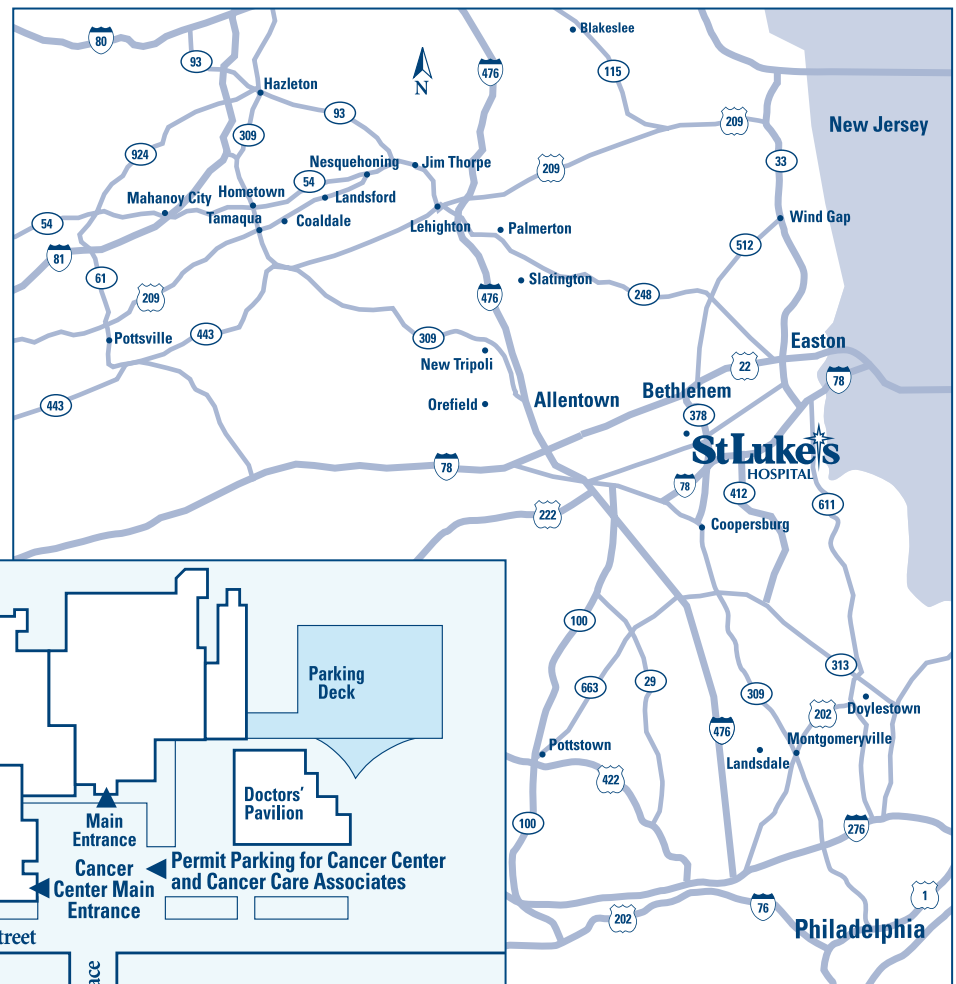 Blakeslee
80
93
476
115
N
Hazleton
93
209
New Jersey
309
924
Nesquehoning
Jim Thorpe
209
33
54
Mahanoy City
Hometown
Landsford
54
Tamaqua
Coaldale
Lehighton
Palmerton
Wind Gap
512
81
61
Slatington
209
476
248
Pottsville
443
309
New Tripoli
Easton
22
78
443
Orefield
Allentown
Bethlehem
378
StLuke's
HOSPITAL
78
78
412
611
222
Coopersburg
100
313
663
29
309
202
Doylestown
476
Pottstown
Montgomeryville
Landsdale
422
100
276
1
202
76
Philadelphia
Parking
Deck
Doctors'
Pavilion
Main
Entrance
Cancer
Center Main
Entrance
Permit Parking for Cancer Center
and Cancer Care Associates
treet
ace